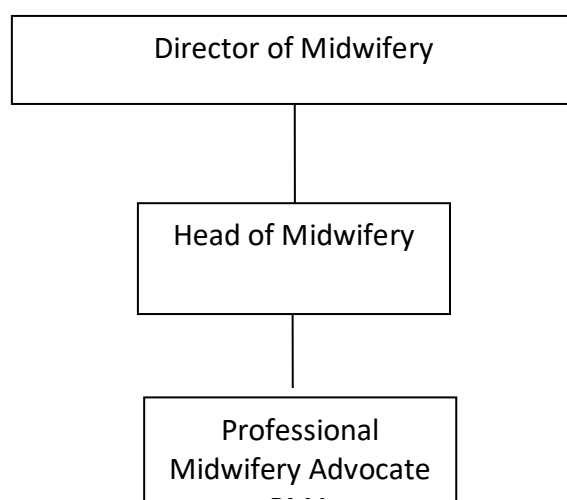 Director of Midwifery
Head of Midwifery
Professional
Midwifery Advocate